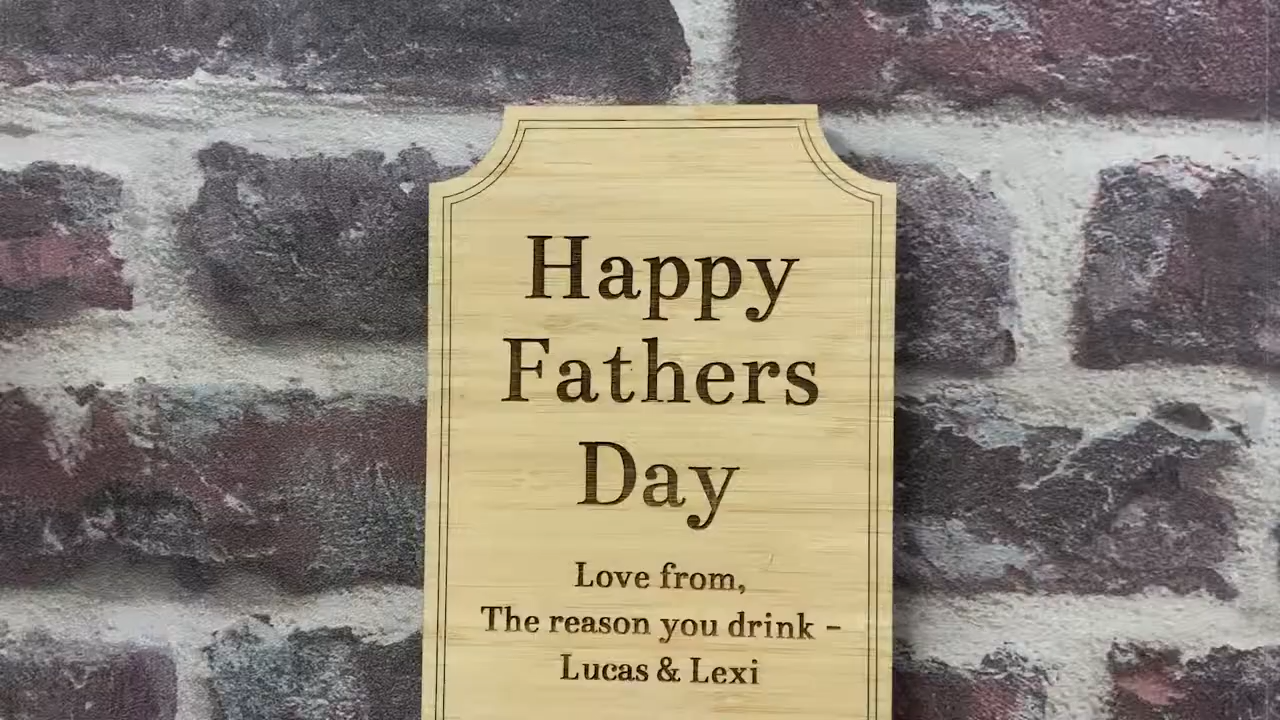 Happy
Fathers
Day
Love from,
The reason you drink -
Lucas & Lexi